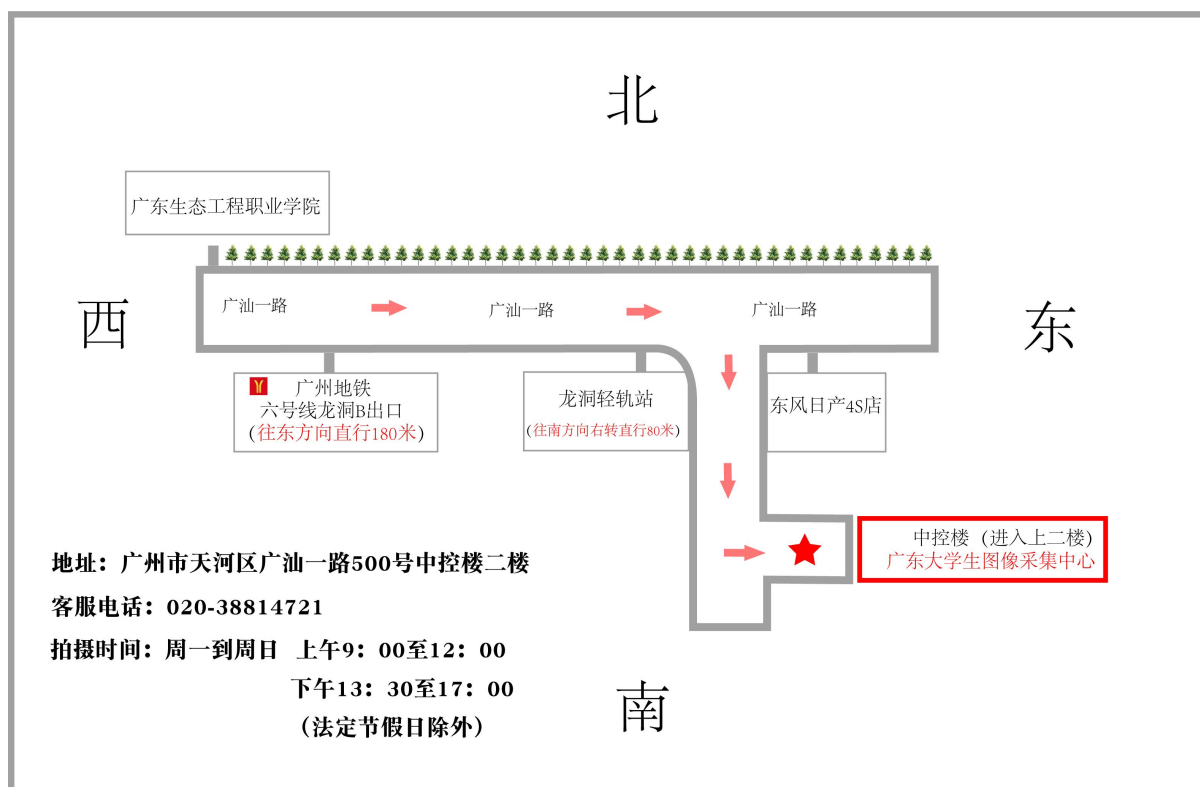 北
广东生态工程职业学院
西
广汕一路
广汕一路
广汕一路
东
广州地铁
六号线龙洞B出口
(往东方向直行180米)
龙洞轻轨站
(往南方向右转直行80米)
东风日产4S店
中控楼（进入上二楼）
广东大学生图像采集中心
地址：广州市天河区广汕一路500号中控楼二楼
客服电话：020-38814721
拍摄时间：周一到周日 上午9：00至12：00
下午13：30至17：00
（法定节假日除外）
南